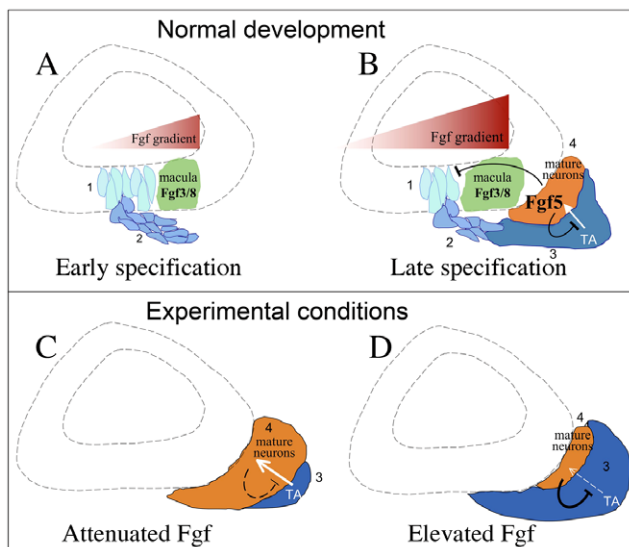 Normal development
A
Fgf gradient
1
macula
Fgf3/8
2
Early specification
B
Fgf gradient
4
mature
neurons
1
macula
Fgf3/8
Fgf5
TA
2
3
Late specification
Experimental conditions
C
4
mature
neurons
3
TA
Attenuated Fgf
D
4
mature
neurons
3
TA
Elevated Fgf